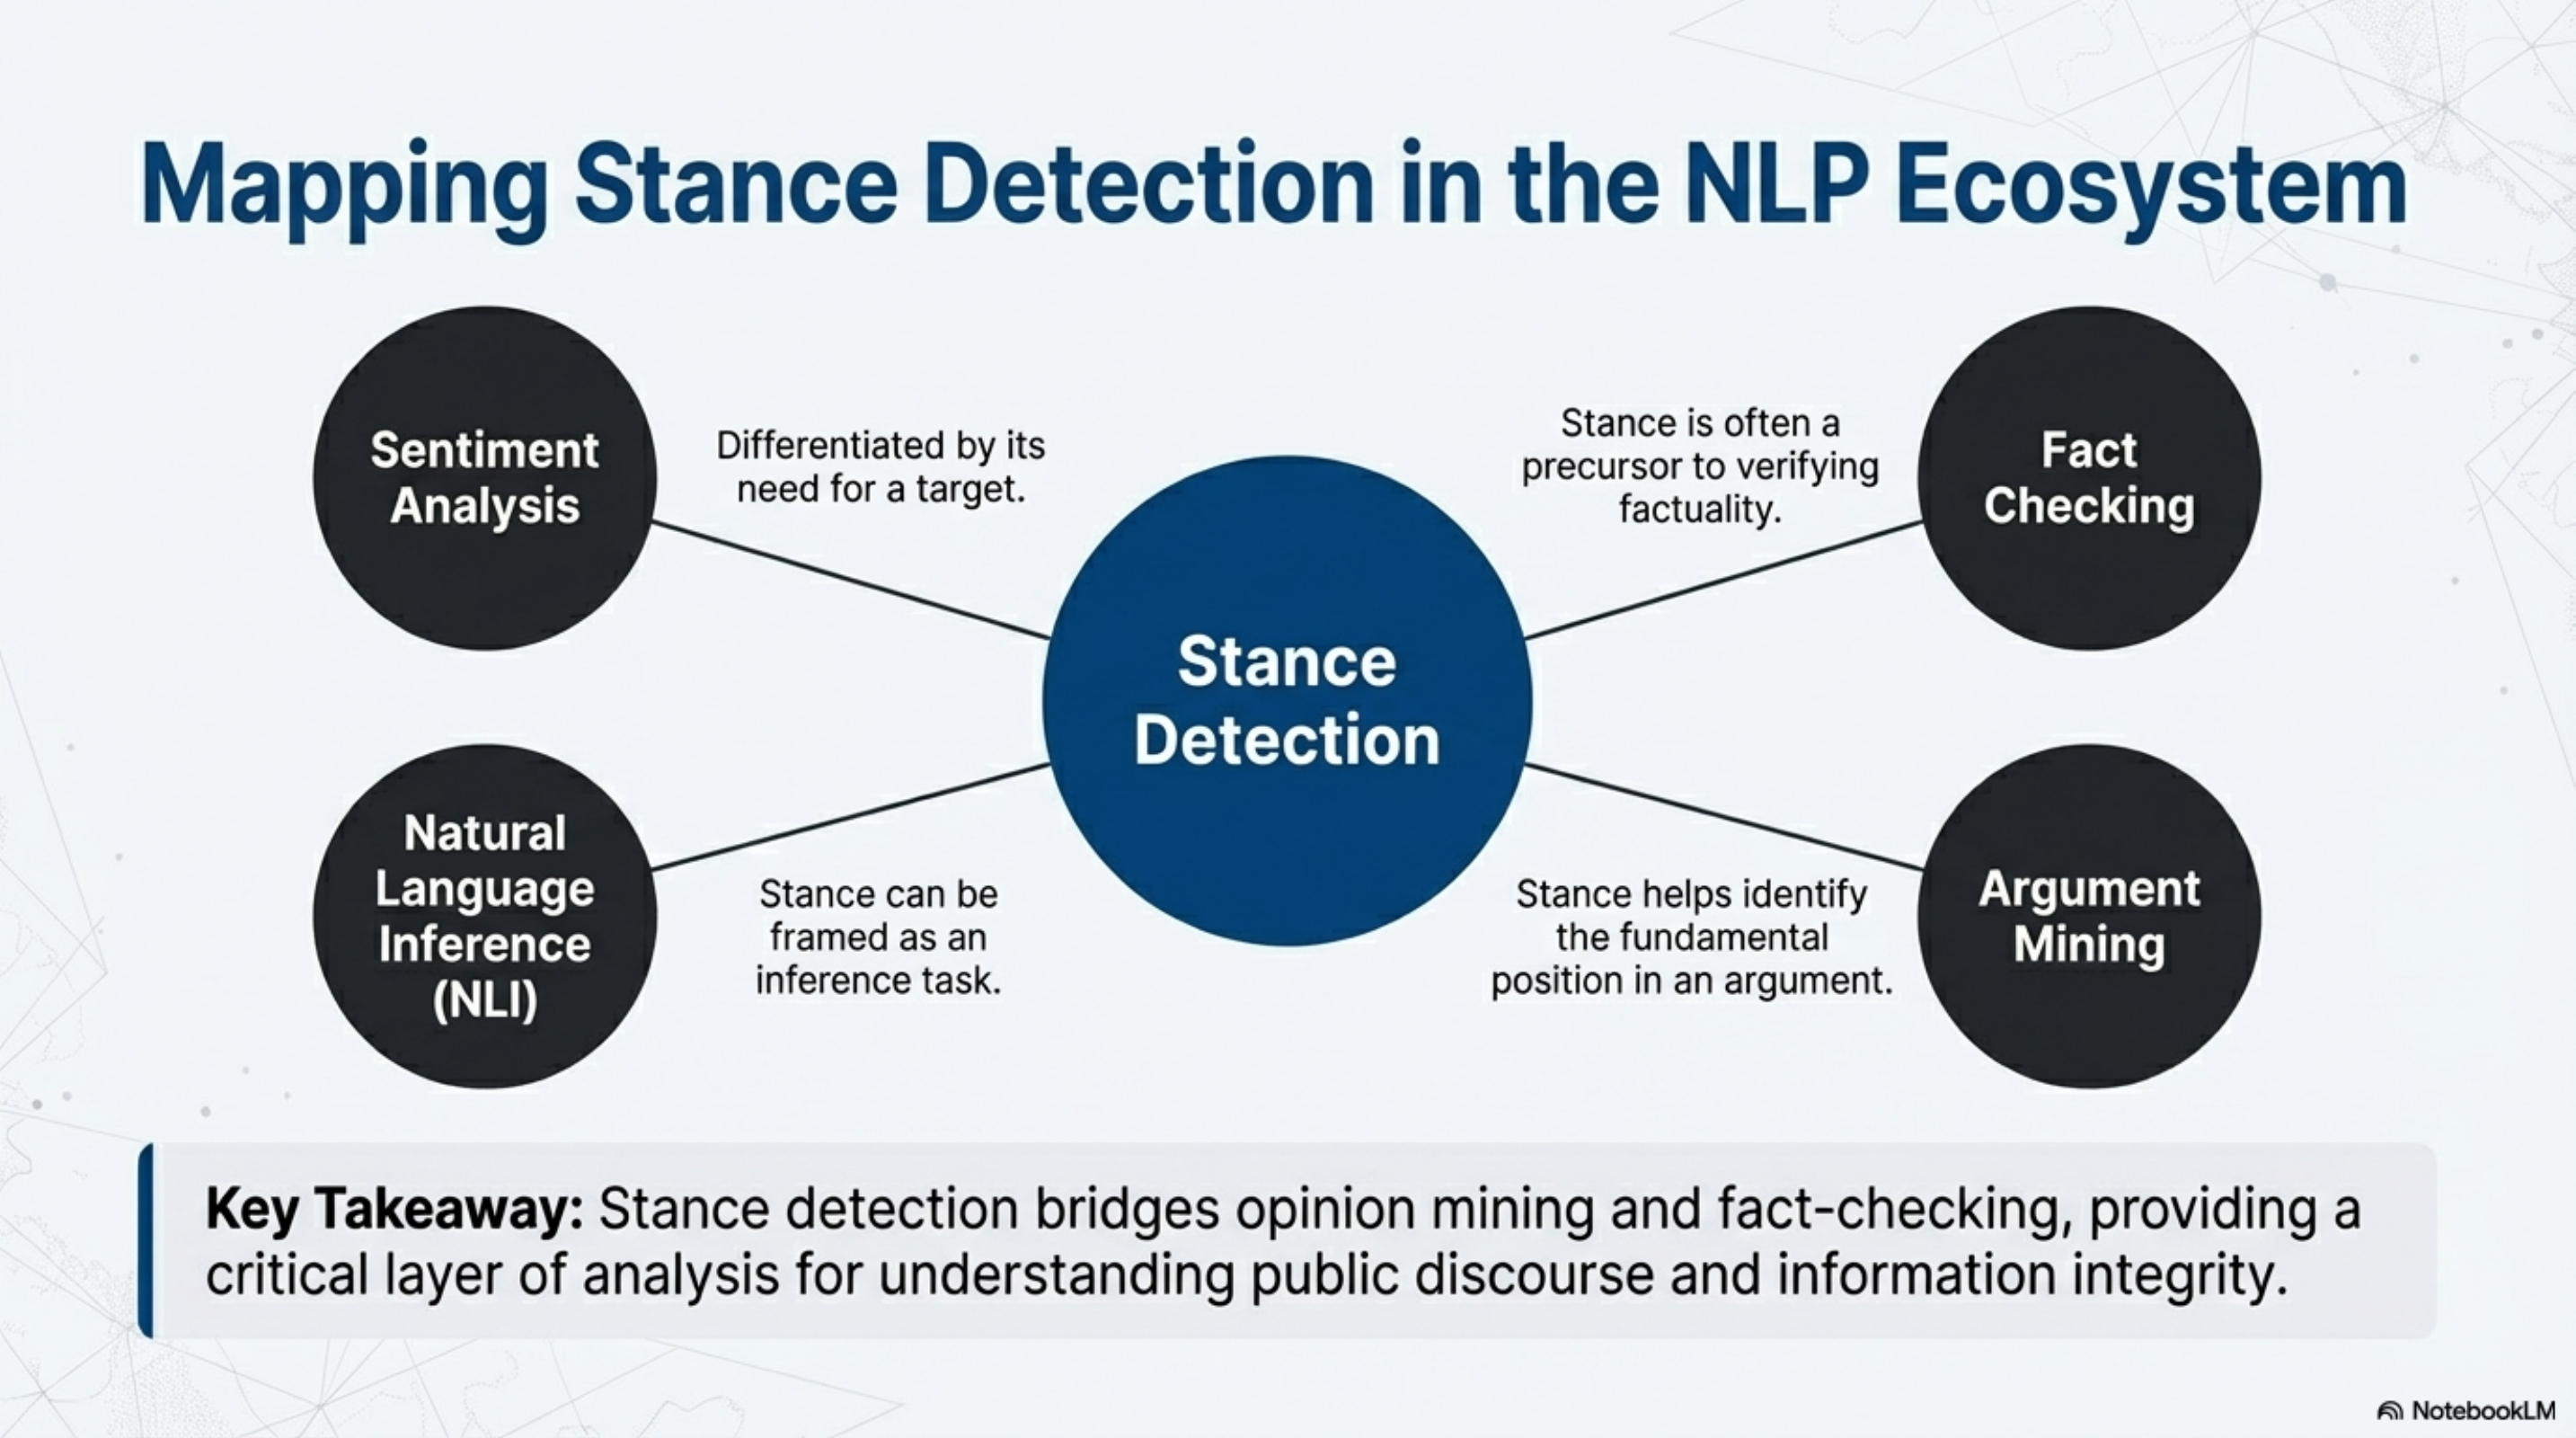 Mapping Stance Detection in the NLP Ecosystem
Sentiment
Analysis
Differentiated by its
need for a target.
Stance is often a
precursor to verifying
factuality.
Fact
Checking
Stance
Detection
Natural
Language
Inference
(NLI)
Stance can be
framed as an
inference task.
Stance helps identify
the fundamental
position in an argument.
Argument
Mining
Key Takeaway: Stance detection bridges opinion mining and fact-checking, providing a
critical layer of analysis for understanding public discourse and information integrity.
NotebookLM